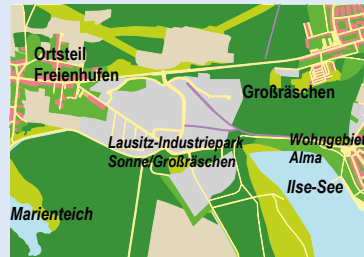 Ortsteil
Freienhufen
Großräschen
Lausitz-Industriepark
Sonne/Großräschen
Wohngebiet
Alma
Ilse-See
Marienteich